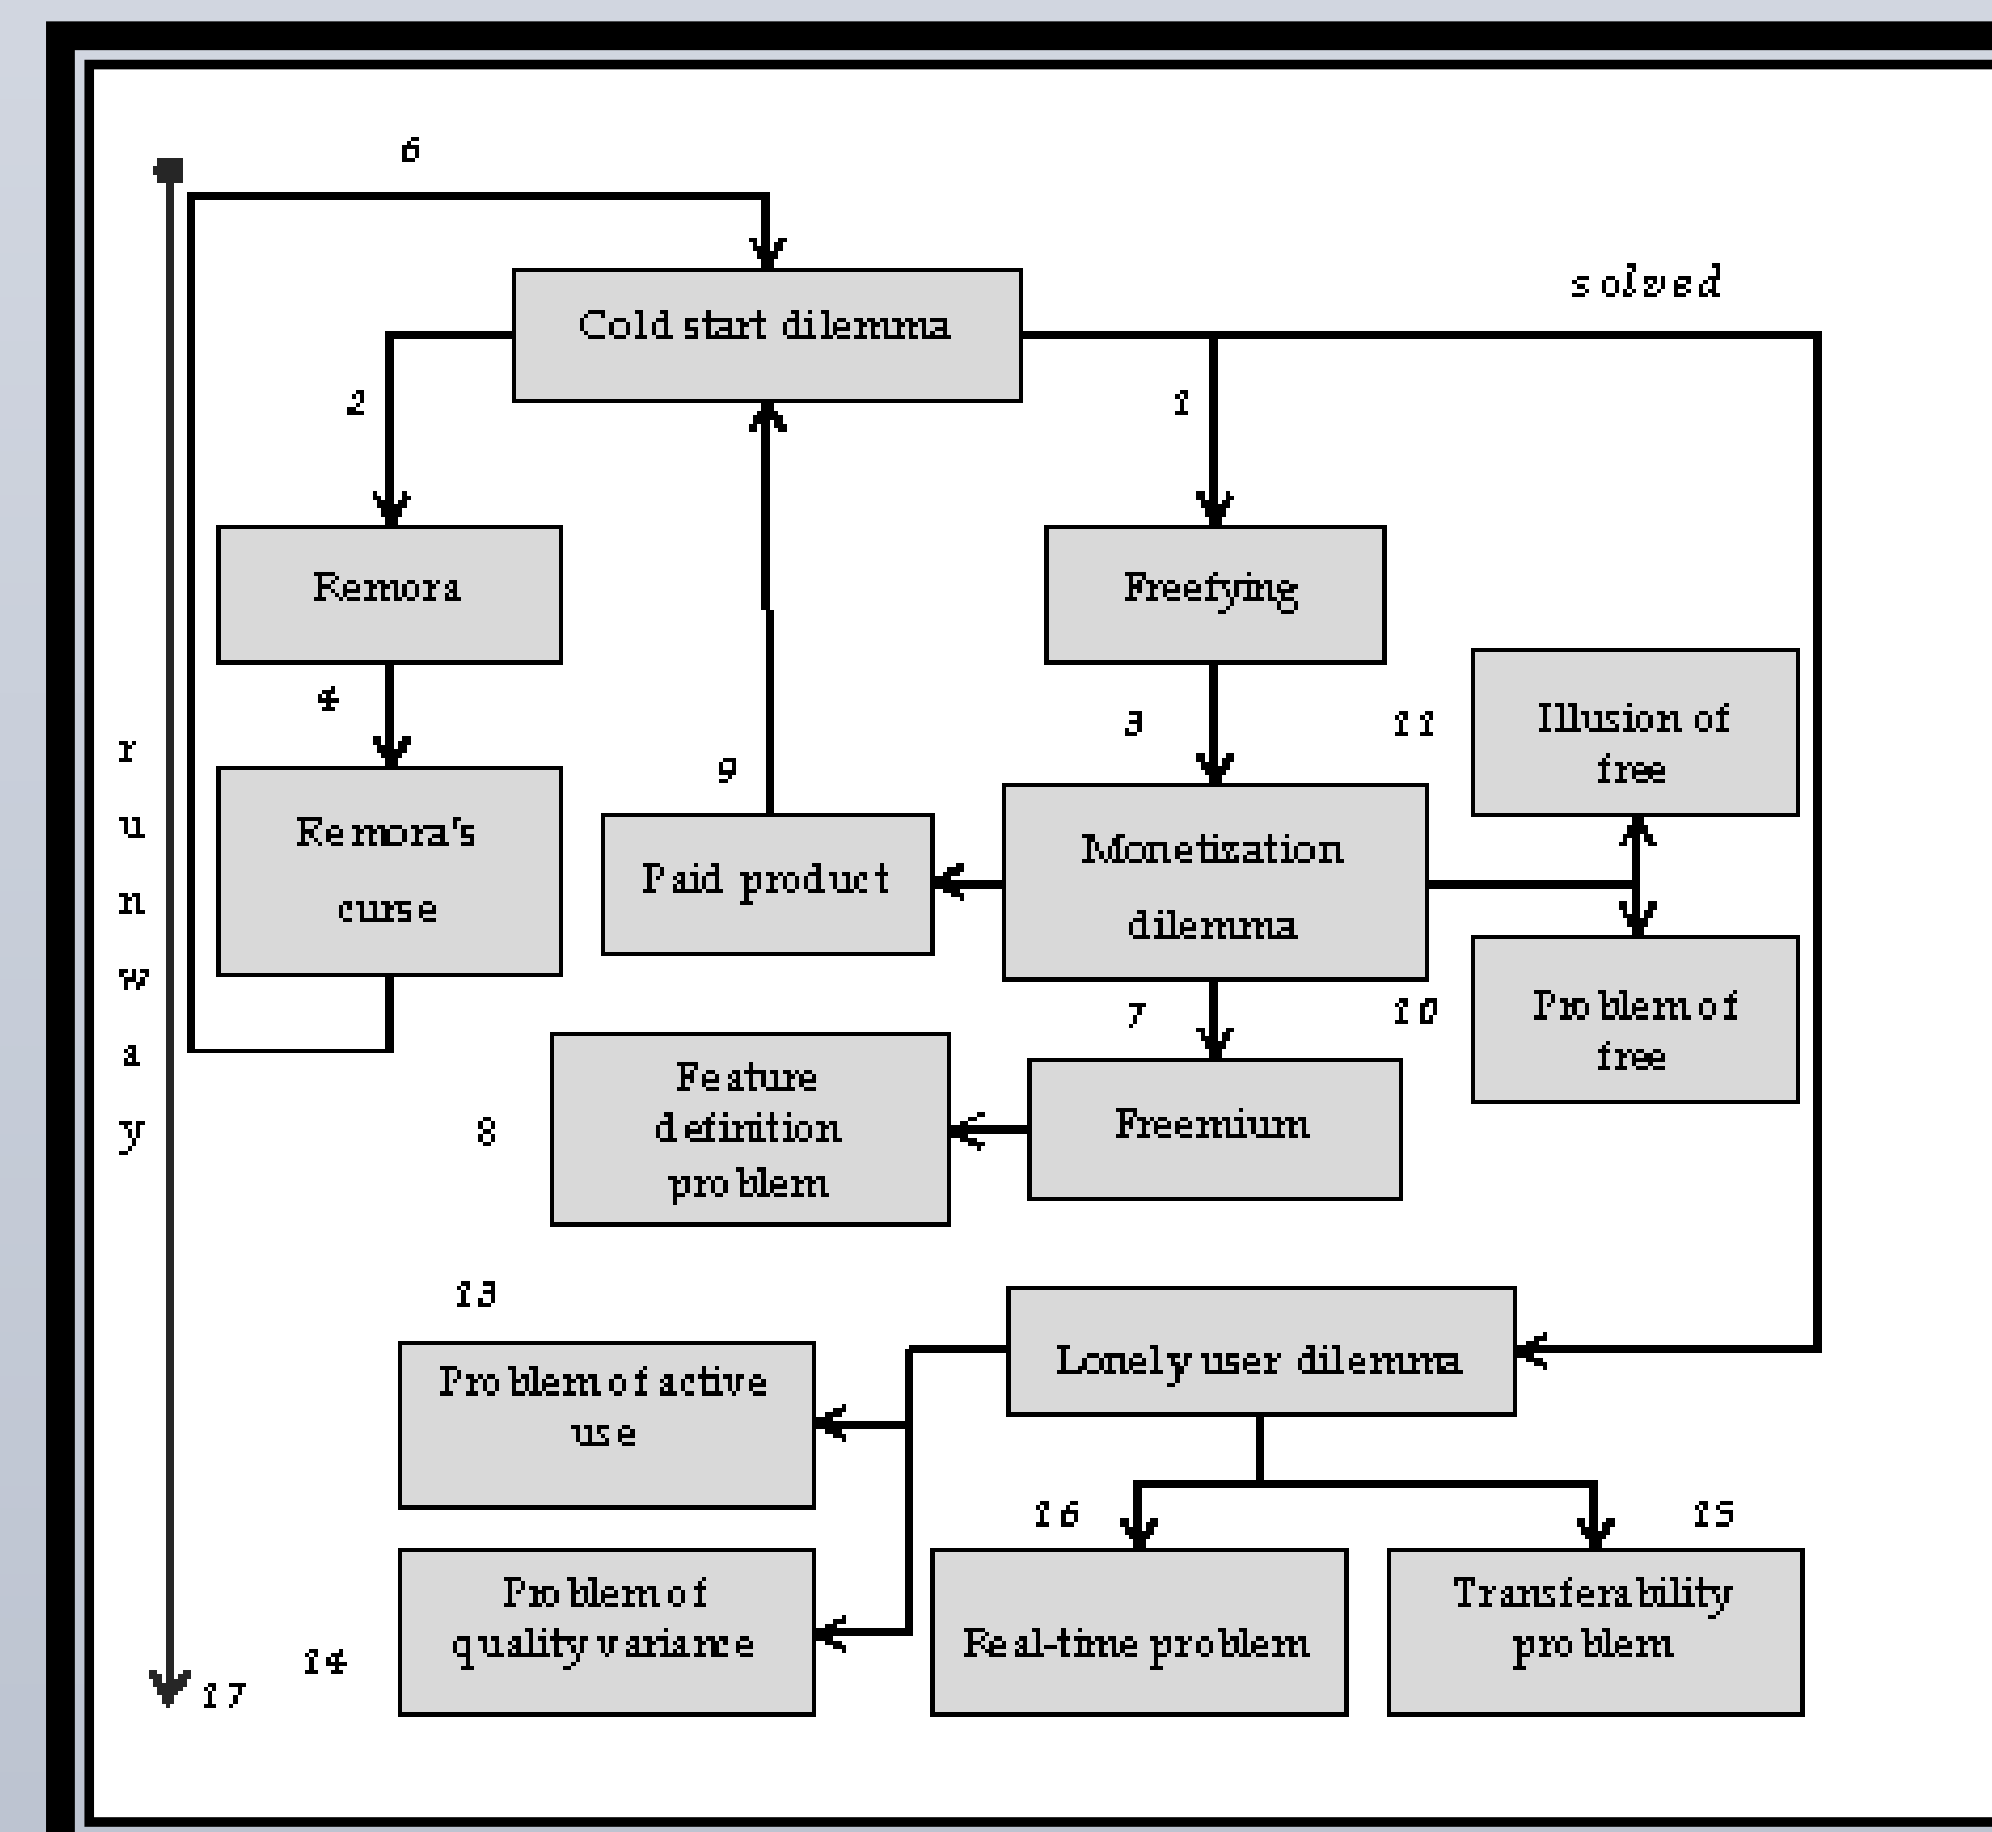 6
solved
Cold start dilemma
2
1
Remora
Freefying
4
3
11
Illusion of
free
9
Remora's
curse
Paid product
Monetization
dilemma
r
u
n
w
a
y
7
10
Problem of
free
8
Feature
definition
problem
Freemium
13
Lonely user dilemma
Problem of active
use
16
15
Problem of
quality variance
Real-time problem
Transferability
problem
14
17